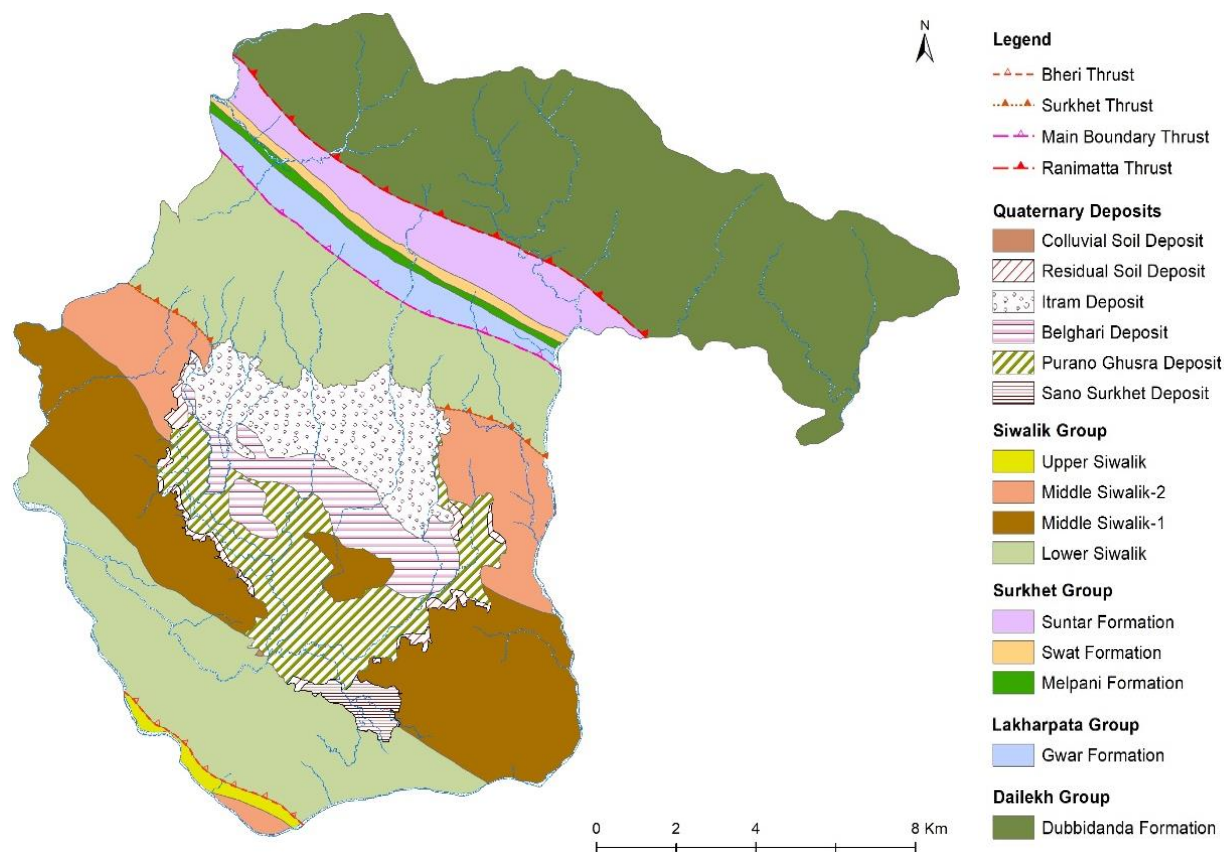 N
Legend
Bheri Thrust
Surkhet Thrust
Main Boundary Thrust
Ranimatta Thrust
Quaternary Deposits
Colluvial Soil Deposit
Residual Soil Deposit
Itram Deposit
Belghari Deposit
Purano Ghusra Deposit
Sano Surkhet Deposit
Siwalik Group
Upper Siwalik
Middle Siwalik-2
Middle Siwalik-1
Lower Siwalik
Surkhet Group
Suntar Formation
Swat Formation
Melpani Formation
Lakharpata Group
Gwar Formation
Dailekh Group
Dubbidanda Formation
0 2 4 8 Km